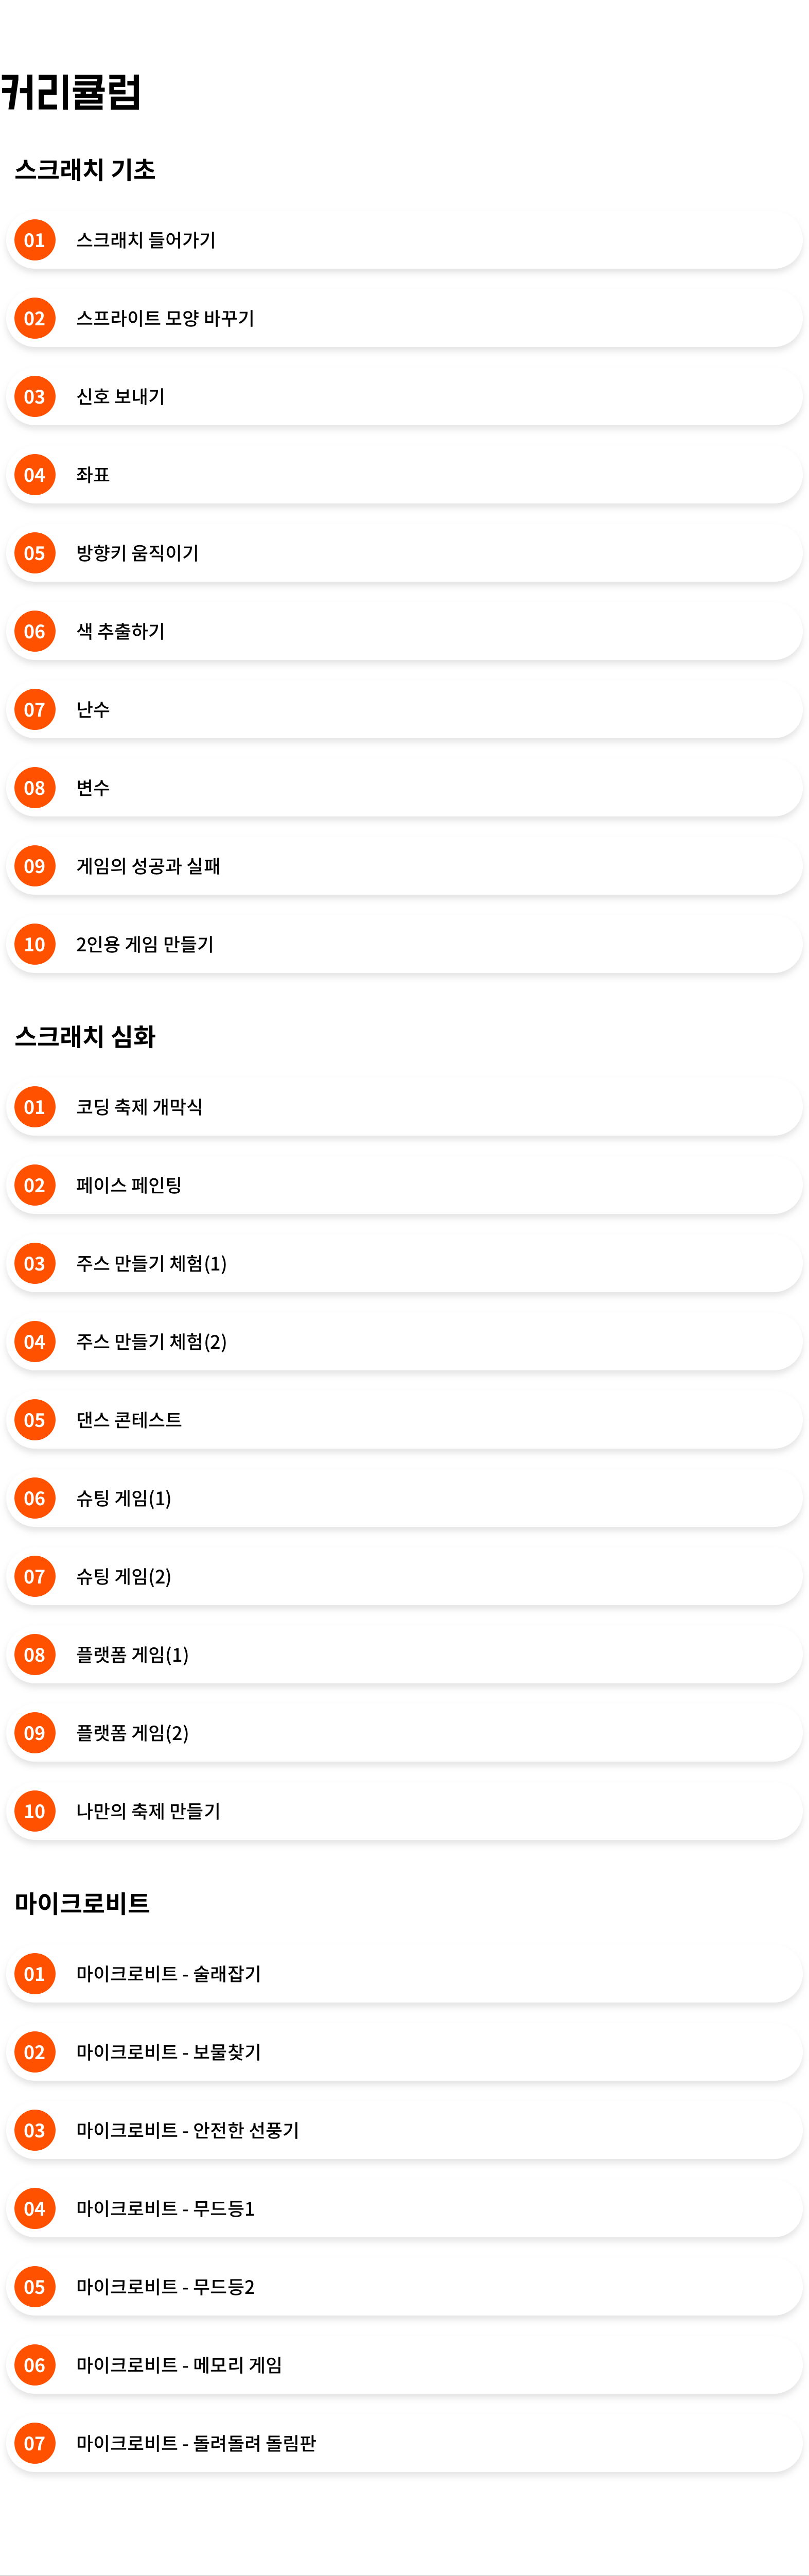 커리큘럼
스크래치 기초
01 스크래치 들어가기
02 스프라이트 모양 바꾸기
03 신호 보내기
04 좌표
05 방향키 움직이기
06 색 추출하기
07 난수
08 변수
09 게임의 성공과 실패
10 2인용 게임 만들기
스크래치 심화
01 코딩 축제 개막식
02 페이스 페인팅
03 주스 만들기 체험(1)
04 주스 만들기 체험(2)
05 댄스 콘테스트
06 슈팅 게임(1)
07 슈팅 게임(2)
08 플랫폼 게임(1)
09 플랫폼 게임(2)
10 나만의 축제 만들기
마이크로비트
01 마이크로비트 - 술래잡기
02 마이크로비트 - 보물찾기
03 마이크로비트 - 안전한 선풍기
04 마이크로비트 - 무드등1
05 마이크로비트 - 무드등2
06 마이크로비트 - 메모리 게임
07 마이크로비트 - 돌려돌려 돌림판